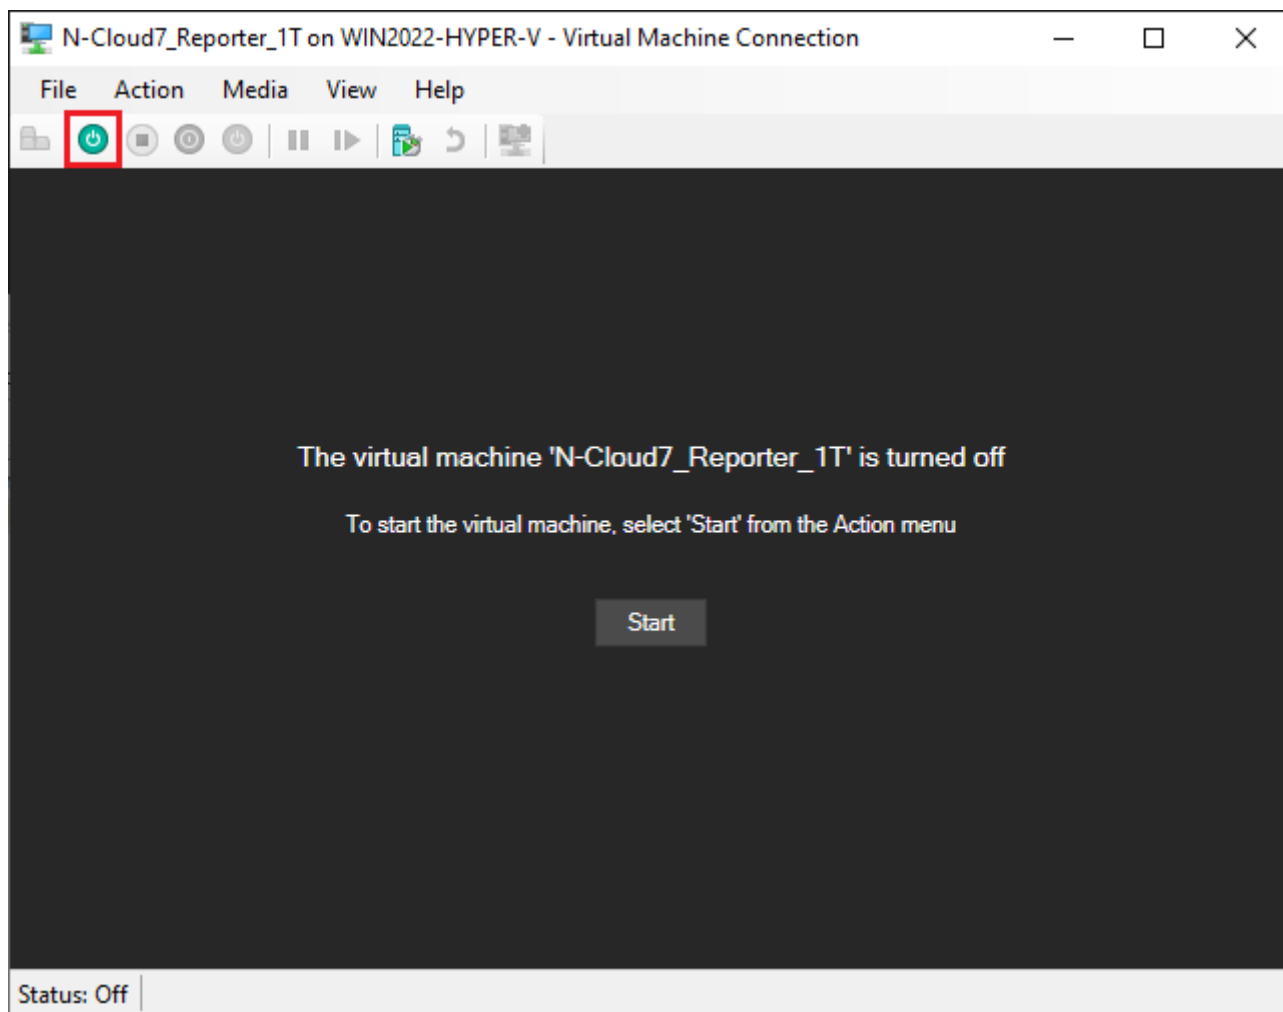 N-Cloud7_Reporter_1T on WIN2022-HYPER-V - Virtual Machine Connection
File Action Media View Help
The virtual machine 'N-Cloud7_Reporter_1T' is turned off
To start the virtual machine, select 'Start' from the Action menu
Start
Status: Off